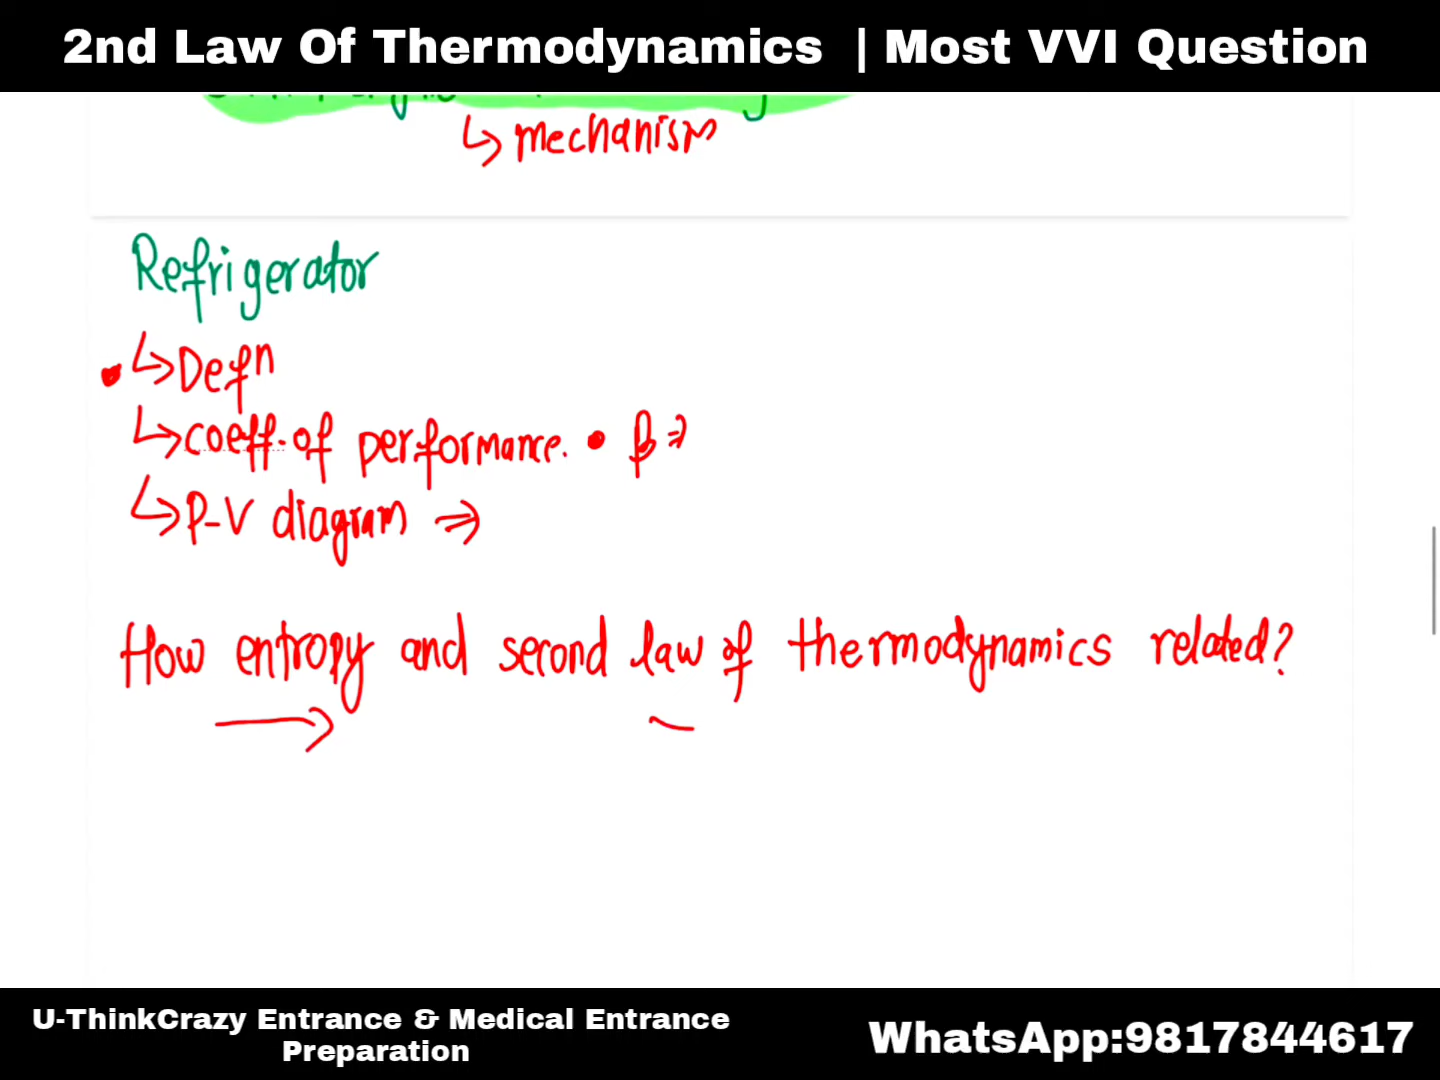 2nd Law Of Thermodynamics | Most VVI Question
↳ mechanism
Refrigerator
↳ Defn
↳ coeff. of performance. • β ⇒
↳ P-V diagram ⇒
How entropy and second law of thermodynamics related?
U-ThinkCrazy Entrance & Medical Entrance
Preparation
WhatsApp:9817844617